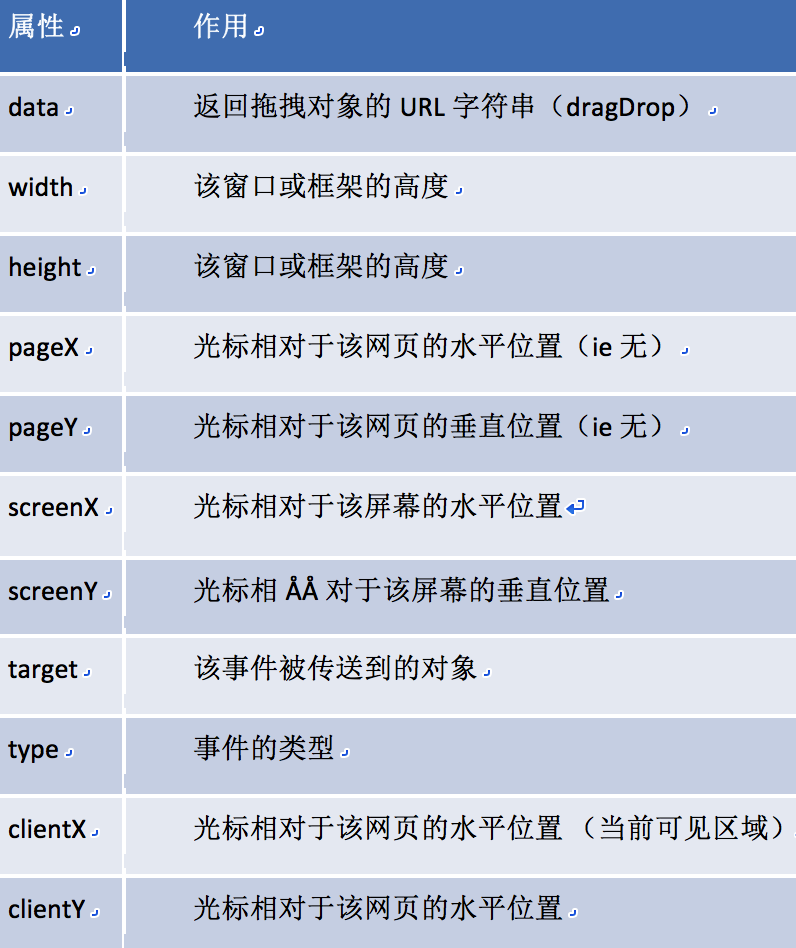 属性 作用
data 返回拖拽对象的 URL 字符串（dragDrop）
width 该窗口或框架的高度
height 该窗口或框架的高度
pageX 光标相对于该网页的水平位置（ie 无）
pageY 光标相对于该网页的垂直位置（ie 无）
screenX 光标相对于该屏幕的水平位置
screenY 光标相 ÅÅ 对于该屏幕的垂直位置
target 该事件被传送到的对象
type 事件的类型
clientX 光标相对于该网页的水平位置 （当前可见区域）
clientY 光标相对于该网页的水平位置